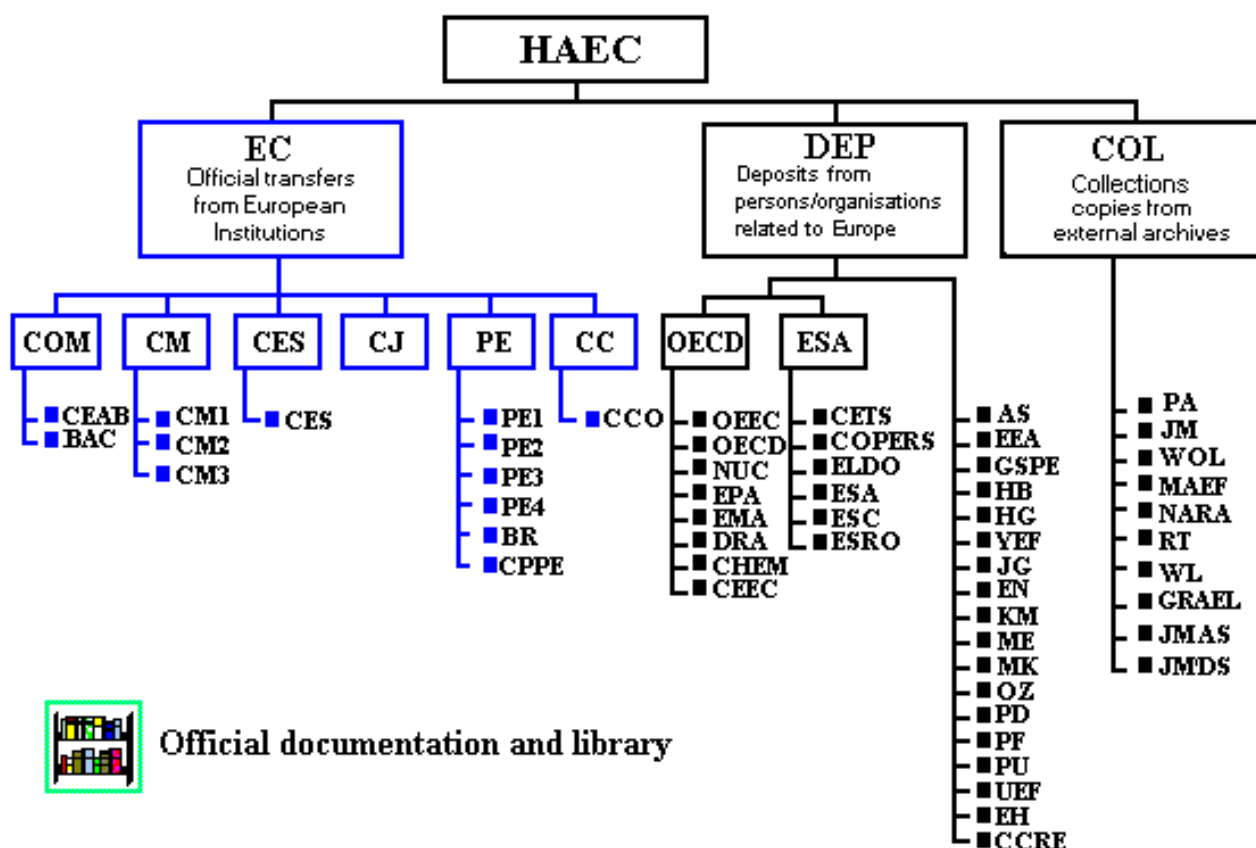 HAEC
EC
Official transfers
from European
Institutions
DEP
Deposits from
persons/organisations
related to Europe
COL
Collections
copies from
external archives
COM
CM
CES
CJ
PE
CC
OECD
ESA
CEAB
BAC
CM1
CM2
CM3
CES
PE1
PE2
PE3
PE4
BR
CPPE
CCO
OEEC
OECD
NUC
EPA
EMA
DRA
CHEM
CEEC
CETS
COPERS
ELDO
ESA
ESC
ESRO
AS
EEA
GSPE
HB
HG
YEF
JG
EN
KM
ME
MK
OZ
PD
PF
PU
UEF
EH
CCRE
PA
JM
WOL
MAEF
NARA
RT
WL
GRAEL
JMAS
JMDS
Official documentation and library